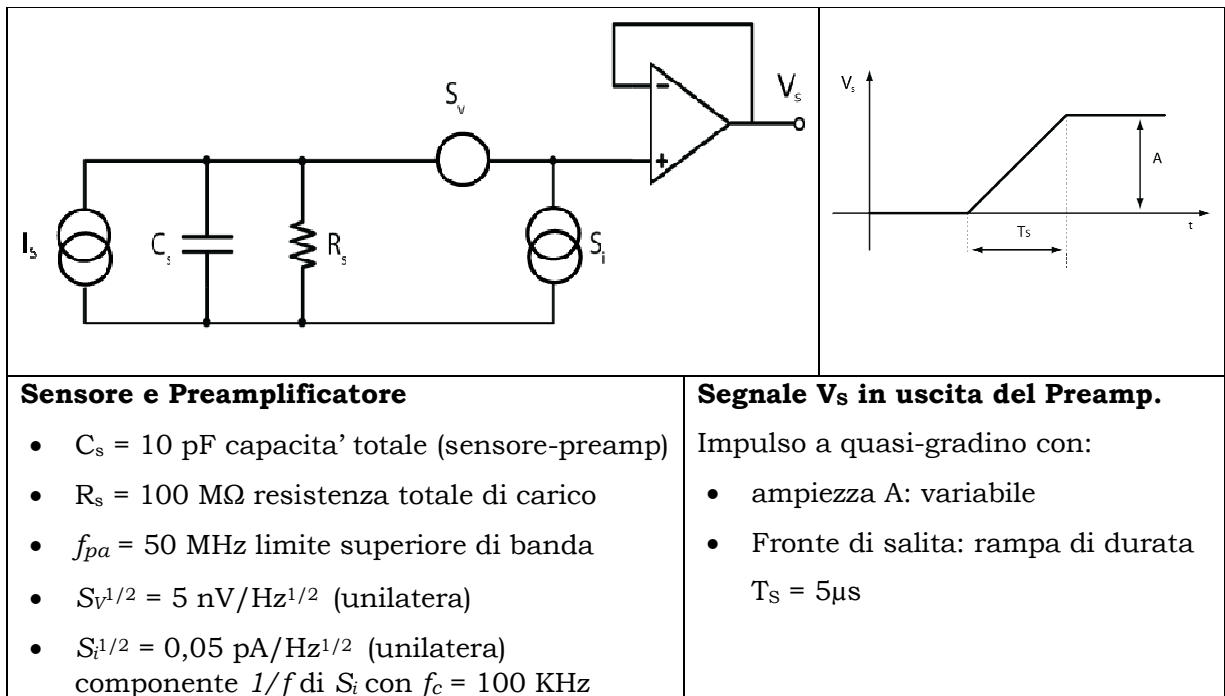 S_v
V_s
I_s
C_s
R_s
S_i
V_s
A
Ts
t
Sensore e Preamplificatore
• C_s = 10 pF capacita’ totale (sensore-preamp)
• R_s = 100 MΩ resistenza totale di carico
• f_pa = 50 MHz limite superiore di banda
• S_V^1/2 = 5 nV/Hz^1/2 (unilatera)
• S_i^1/2 = 0,05 pA/Hz^1/2 (unilatera)
componente 1/f di S_i con f_c = 100 KHz
Segnale V_S in uscita del Preamp.
Impulso a quasi-gradino con:
• ampiezza A: variabile
• Fronte di salita: rampa di durata
T_S = 5µs